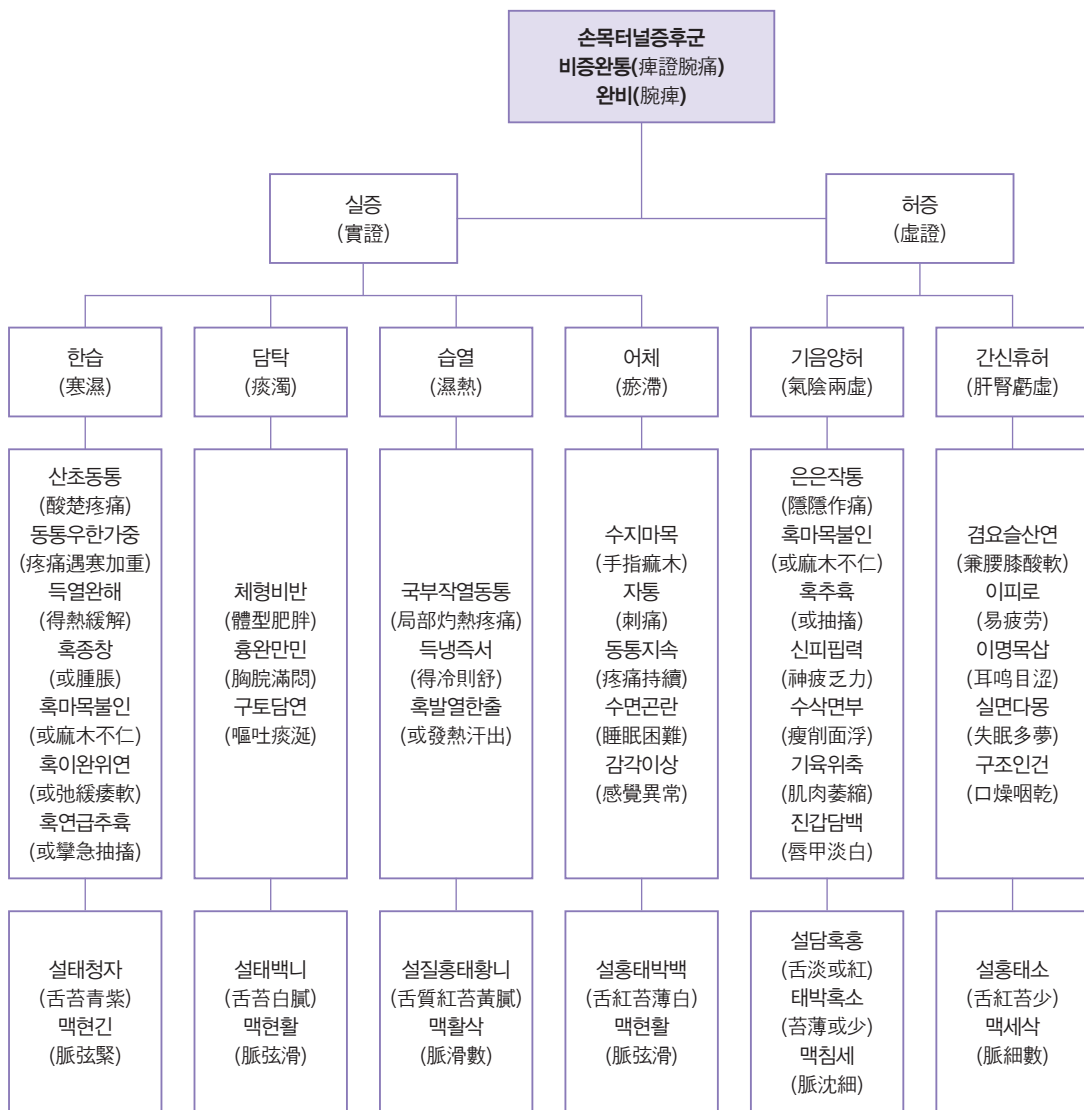 손목터널증후군
비증완통(痺證腕痛)
완비(腕痺)
실증
(實證)
허증
(虛證)
한습
(寒濕)
담탁
(痰濁)
습열
(濕熱)
어체
(瘀滯)
기음양허
(氣陰兩虛)
간신휴허
(肝腎虧虛)
산초동통
(酸楚疼痛)
동통우한가중
(疼痛遇寒加重)
득열완해
(得熱緩解)
혹종창
(或腫脹)
혹마목불인
(或麻木不仁)
혹이완위연
(或弛緩痿軟)
혹연급추휵
(或攣急抽搐)
체형비반
(體型肥胖)
흉완만민
(胸脘滿悶)
구토담연
(嘔吐痰涎)
국부작열동통
(局部灼熱疼痛)
득냉즉서
(得冷則舒)
혹발열한출
(或發熱汗出)
수지마목
(手指痲木)
자통
(刺痛)
동통지속
(疼痛持續)
수면곤란
(睡眠困難)
감각이상
(感覺異常)
은은작통
(隱隱作痛)
혹마목불인
(或麻木不仁)
혹추휵
(或抽搐)
신피핍력
(神疲乏力)
수삭면부
(瘦削面浮)
기육위축
(肌肉萎縮)
진갑담백
(唇甲淡白)
겸요슬산연
(兼腰膝酸軟)
이피로
(易疲劳)
이명목삽
(耳鸣目涩)
실면다몽
(失眠多夢)
구조인건
(口燥咽乾)
설태청자
(舌苔青紫)
맥현긴
(脈弦緊)
설태백니
(舌苔白膩)
맥현활
(脈弦滑)
설질홍태황니
(舌質紅苔黃膩)
맥활삭
(脈滑數)
설홍태박백
(舌紅苔薄白)
맥현활
(脈弦滑)
설담혹홍
(舌淡或紅)
태박혹소
(苔薄或少)
맥침세
(脈沈細)
설홍태소
(舌紅苔少)
맥세삭
(脈細數)